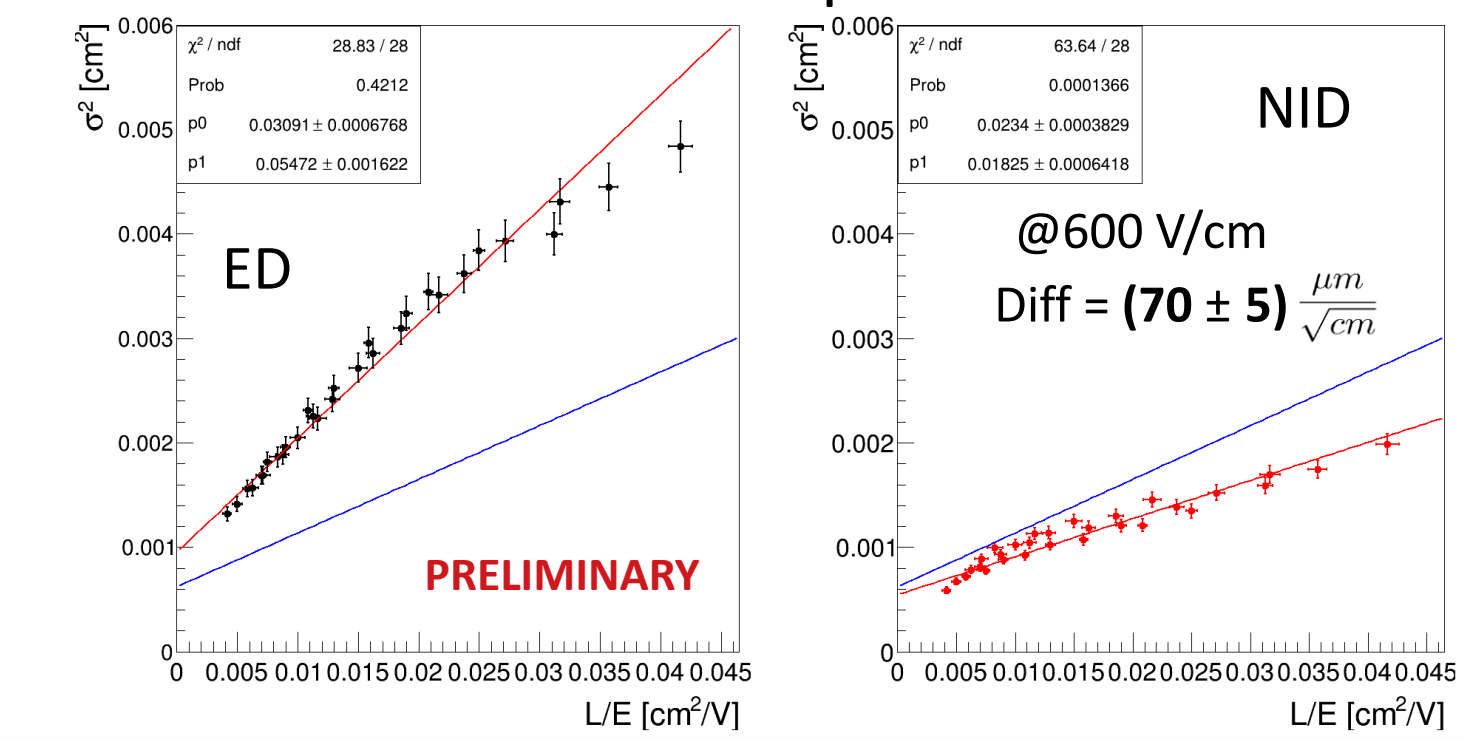 σ² [cm²]
0.006
0.005
0.004
0.003
0.002
0.001
0
χ² / ndf 28.83 / 28
Prob 0.4212
p0 0.03091 ± 0.0006768
p1 0.05472 ± 0.001622
ED
PRELIMINARY
0 0.005 0.01 0.015 0.02 0.025 0.03 0.035 0.04 0.045
L/E [cm²/V]
σ² [cm²]
0.006
0.005
0.004
0.003
0.002
0.001
0
χ² / ndf 63.64 / 28
Prob 0.0001366
p0 0.0234 ± 0.0003829
p1 0.01825 ± 0.0006418
NID
@600 V/cm
Diff = (70 ± 5) μm/√cm
0 0.005 0.01 0.015 0.02 0.025 0.03 0.035 0.04 0.045
L/E [cm²/V]